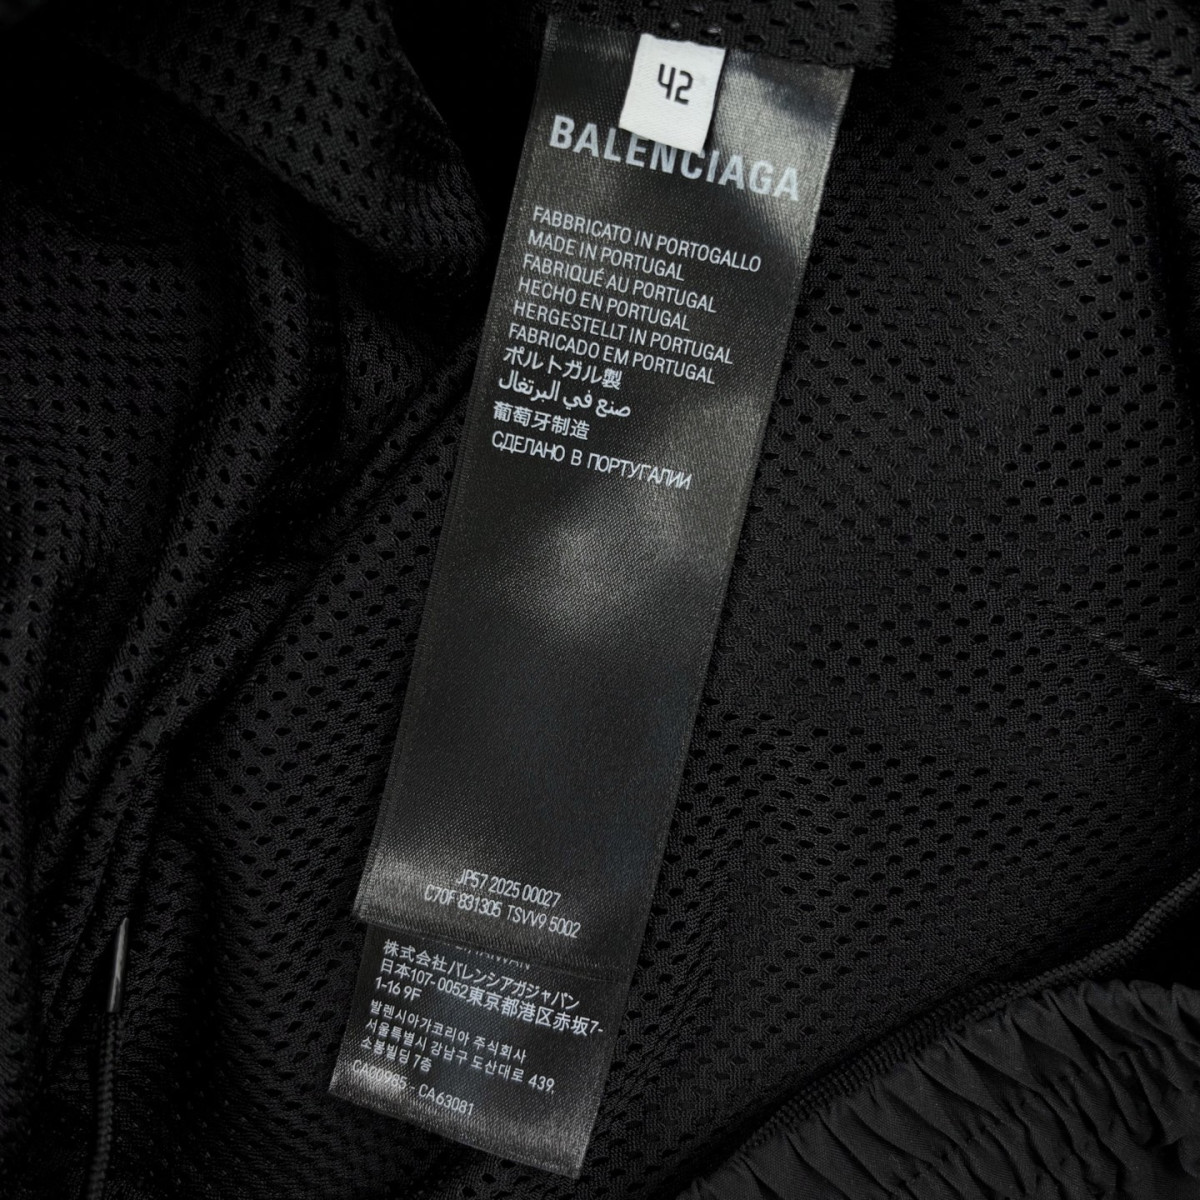 42
BALENCIAGA
FABBRICATO IN PORTOGALLO
MADE IN PORTUGAL
FABRIQUÉ AU PORTUGAL
HECHO EN PORTUGAL
HERGESTELLT IN PORTUGAL
FABRICADO EM PORTUGAL
ポルトガル製
صنع في البرتغال
葡萄牙制造
СДЕЛАНО В ПОРТУГАЛИИ
JP57 2025 00027
C70F 831305 TSVV9 5002
株式会社バレンシアガジャパン
日本107-0052東京都港区赤坂7-
1-16 9F
발렌시아가코리아 주식회사
서울특별시 강남구 도산대로 439,
소봉빌딩 7층
CA00985 - CA63081